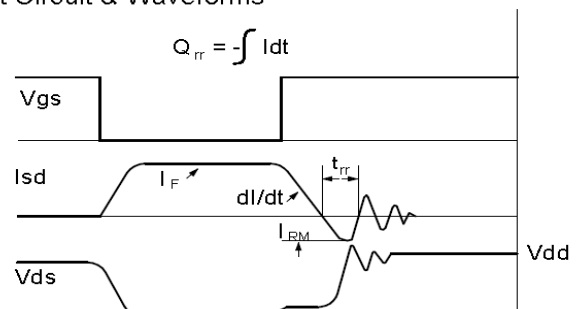 t Circuit & Waveforms
Q rr = -∫ Idt
Vgs
Isd
I F
dI/dt
t rr
I RM
Vds
Vdd